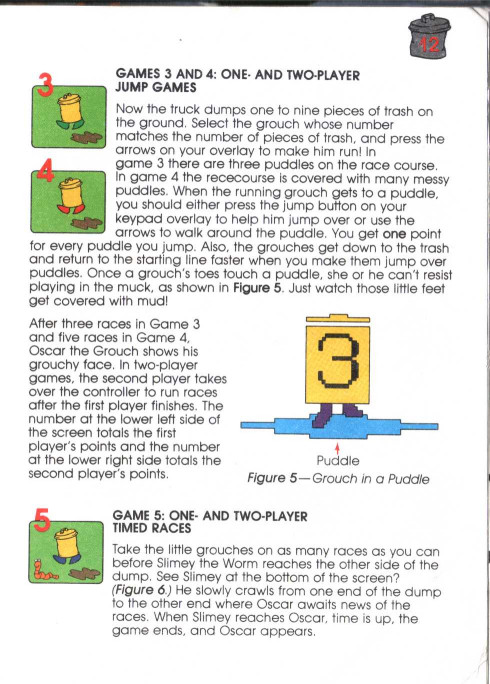 12
3
GAMES 3 AND 4: ONE- AND TWO-PLAYER
JUMP GAMES
Now the truck dumps one to nine pieces of trash on
the ground. Select the grouch whose number
matches the number of pieces of trash, and press the
arrows on your overlay to make him run! In
game 3 there are three puddles on the race course.
4
In game 4 the rececourse is covered with many messy
puddles. When the running grouch gets to a puddle,
you should either press the jump button on your
keypad overlay to help him jump over or use the
arrows to walk around the puddle. You get one point
for every puddle you jump. Also, the grouches get down to the trash
and return to the starting line faster when you make them jump over
puddles. Once a grouch's toes touch a puddle, she or he can't resist
playing in the muck, as shown in Figure 5. Just watch those little feet
get covered with mud!
After three races in Game 3
and five races in Game 4,
Oscar the Grouch shows his
grouchy face. In two-player
games, the second player takes
over the controller to run races
after the first player finishes. The
number at the lower left side of
the screen totals the first
player's points and the number
at the lower right side totals the
second player's points.
3
Puddle
Figure 5—Grouch in a Puddle
5
GAME 5: ONE- AND TWO-PLAYER
TIMED RACES
Take the little grouches on as many races as you can
before Slimey the Worm reaches the other side of the
dump. See Slimey at the bottom of the screen?
(Figure 6.) He slowly crawls from one end of the dump
to the other end where Oscar awaits news of the
races. When Slimey reaches Oscar, time is up, the
game ends, and Oscar appears.